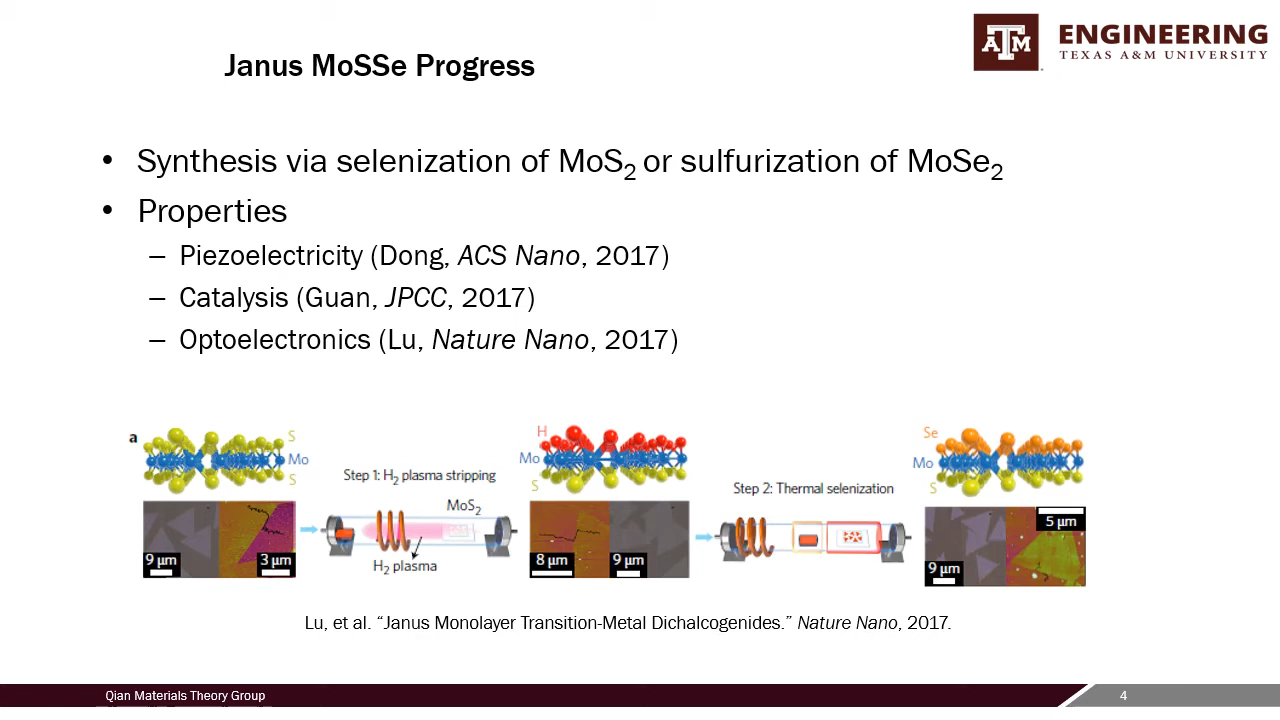 Janus MoSSe Progress
ĀM ENGINEERING
TEXAS A&M UNIVERSITY
• Synthesis via selenization of MoS2 or sulfurization of MoSe2
• Properties
– Piezoelectricity (Dong, ACS Nano, 2017)
– Catalysis (Guan, JPCC, 2017)
– Optoelectronics (Lu, Nature Nano, 2017)
a
S
Mo
S
9 μm
3 μm
Step 1: H2 plasma stripping
MoS2
H2 plasma
H
Mo
S
8 μm
9 μm
Step 2: Thermal selenization
Se
Mo
S
9 μm
5 μm
Lu, et al. “Janus Monolayer Transition-Metal Dichalcogenides.” Nature Nano, 2017.
Qian Materials Theory Group
4